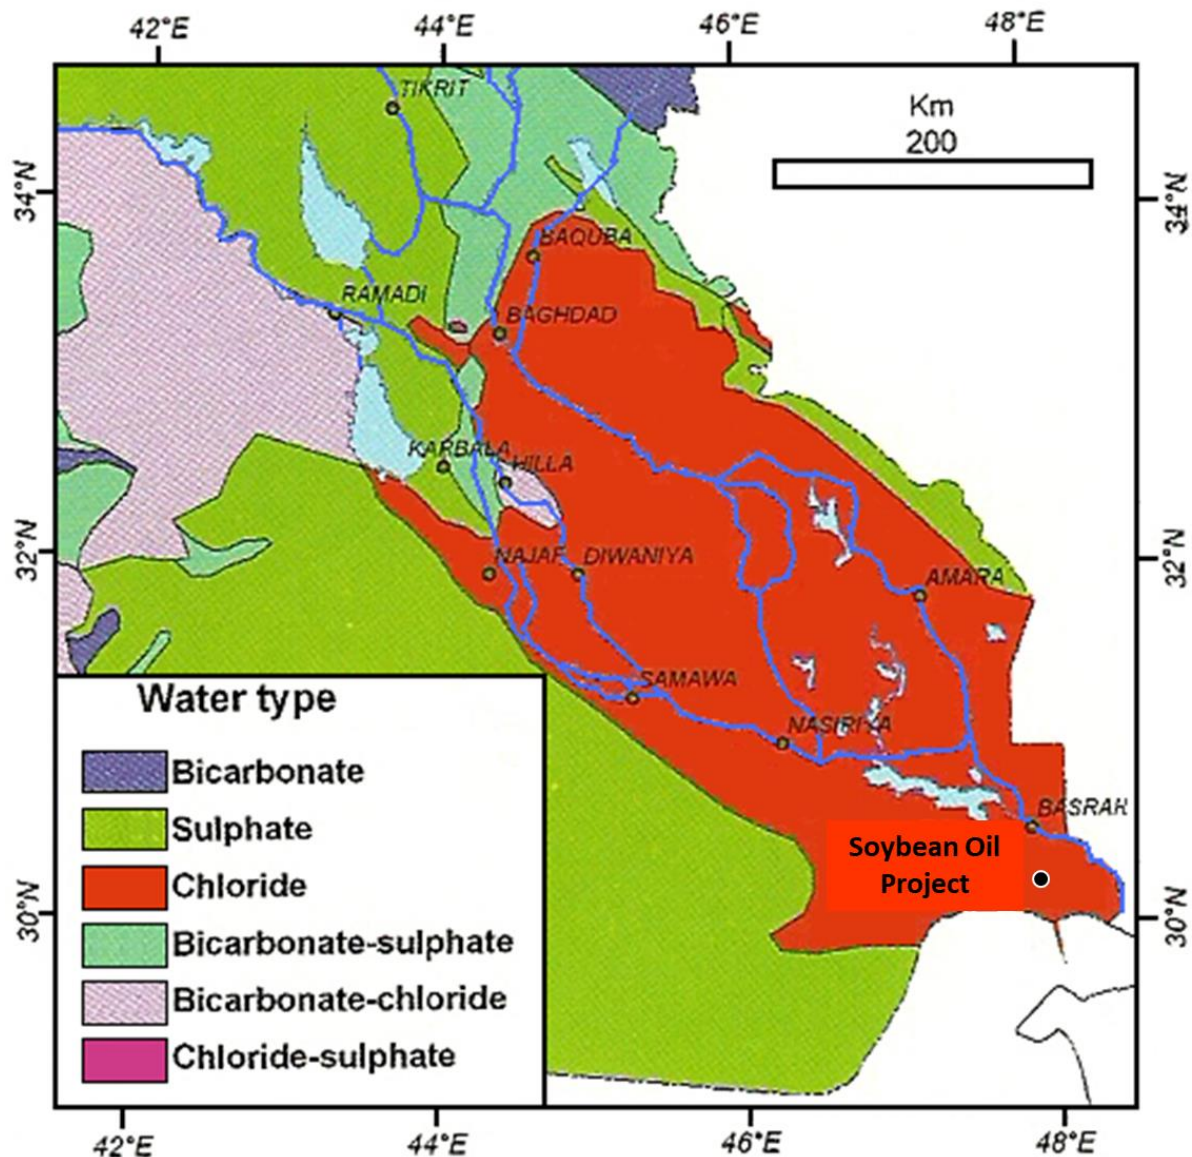 42°E 44°E 46°E 48°E
TIKRIT
Km
200
34°N
34°N
BAQUBA
RAMADI
BAGHDAD
KARBALA
HILLA
32°N
NAJAF DIWANIYA
32°N
AMARA
SAMAWA
NASIRIYA
BASRAH
Soybean Oil
Project
30°N
30°N
Water type
Bicarbonate
Sulphate
Chloride
Bicarbonate-sulphate
Bicarbonate-chloride
Chloride-sulphate
42°E 44°E 46°E 48°E